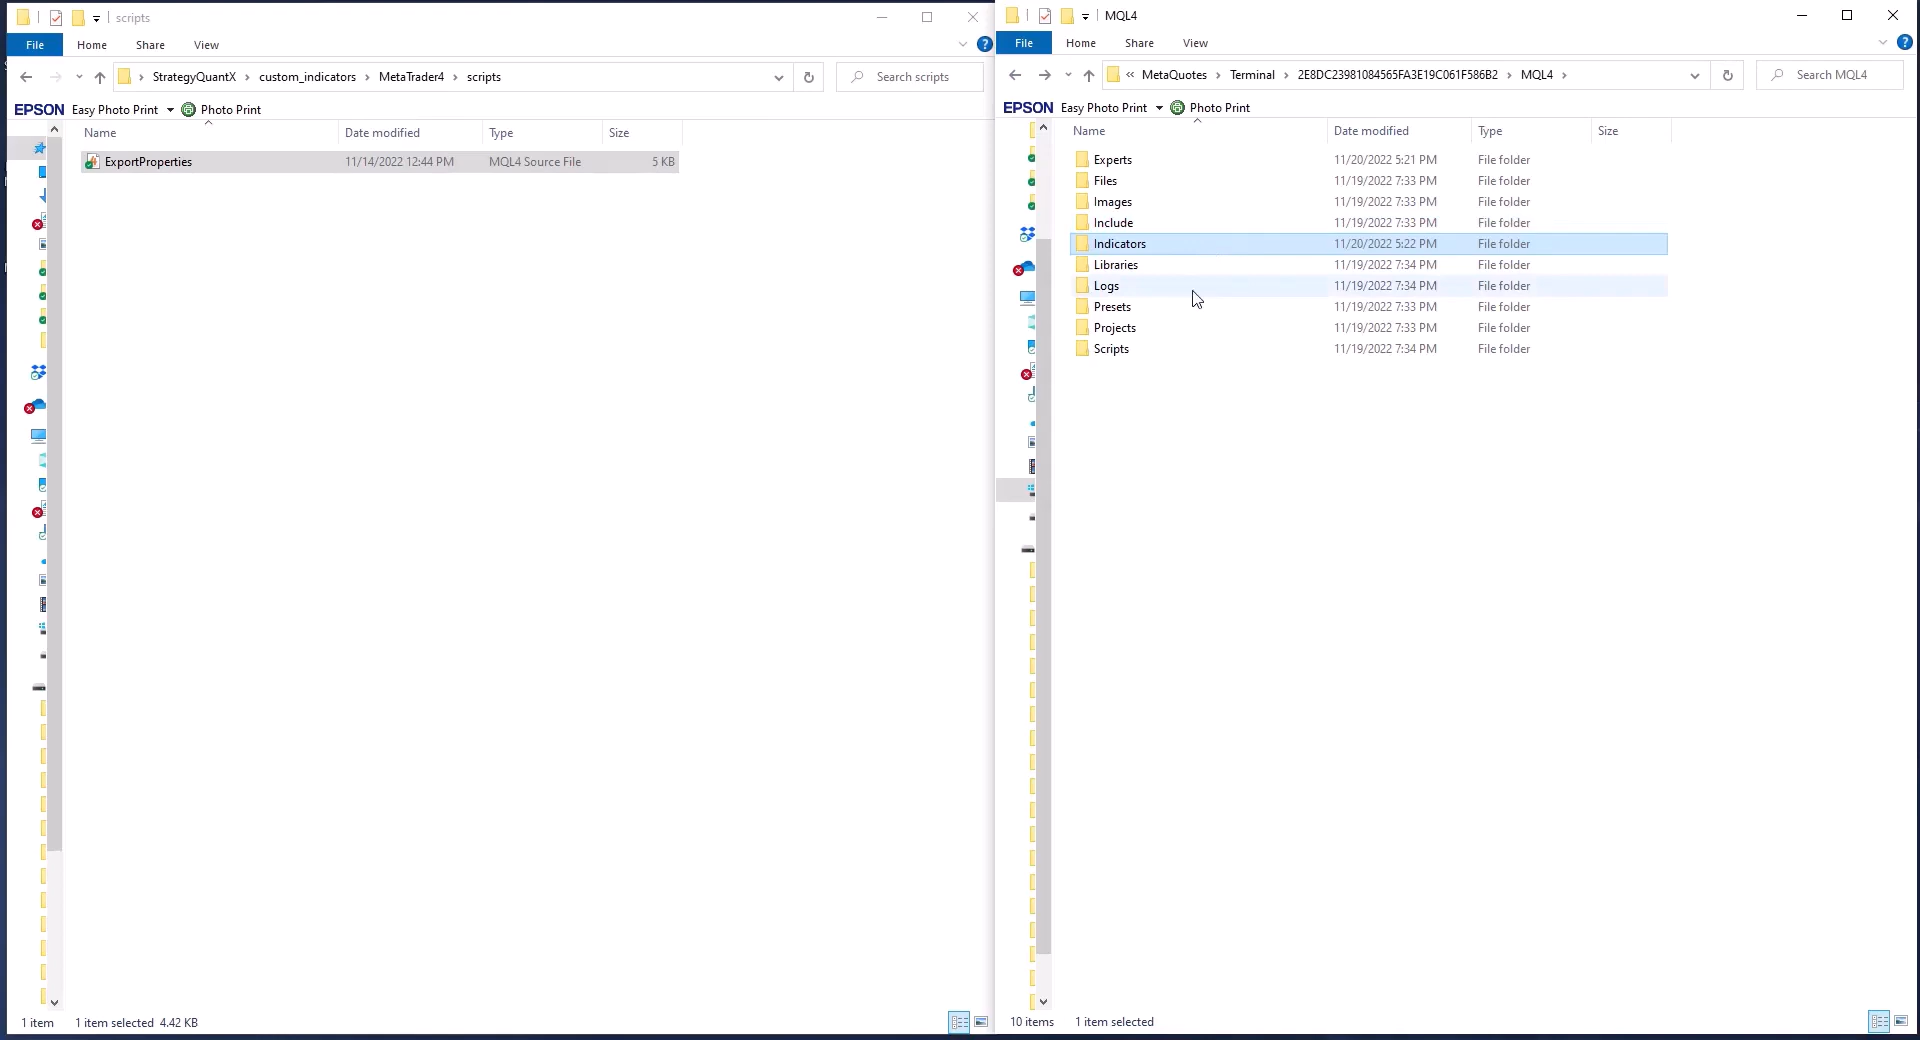 scripts
File Home Share View
StrategyQuantX custom_indicators MetaTrader4 scripts
Search scripts
EPSON Easy Photo Print Photo Print
Name Date modified Type Size
ExportProperties 11/14/2022 12:44 PM MQL4 Source File 5 KB
1 item 1 item selected 4.42 KB
MQL4
File Home Share View
« MetaQuotes Terminal 2E8DC23981084565FA3E19C061F586B2 MQL4
Search MQL4
EPSON Easy Photo Print Photo Print
Name Date modified Type Size
Experts 11/20/2022 5:21 PM File folder
Files 11/19/2022 7:33 PM File folder
Images 11/19/2022 7:33 PM File folder
Include 11/19/2022 7:33 PM File folder
Indicators 11/20/2022 5:22 PM File folder
Libraries 11/19/2022 7:34 PM File folder
Logs 11/19/2022 7:34 PM File folder
Presets 11/19/2022 7:33 PM File folder
Projects 11/19/2022 7:33 PM File folder
Scripts 11/19/2022 7:34 PM File folder
10 items 1 item selected